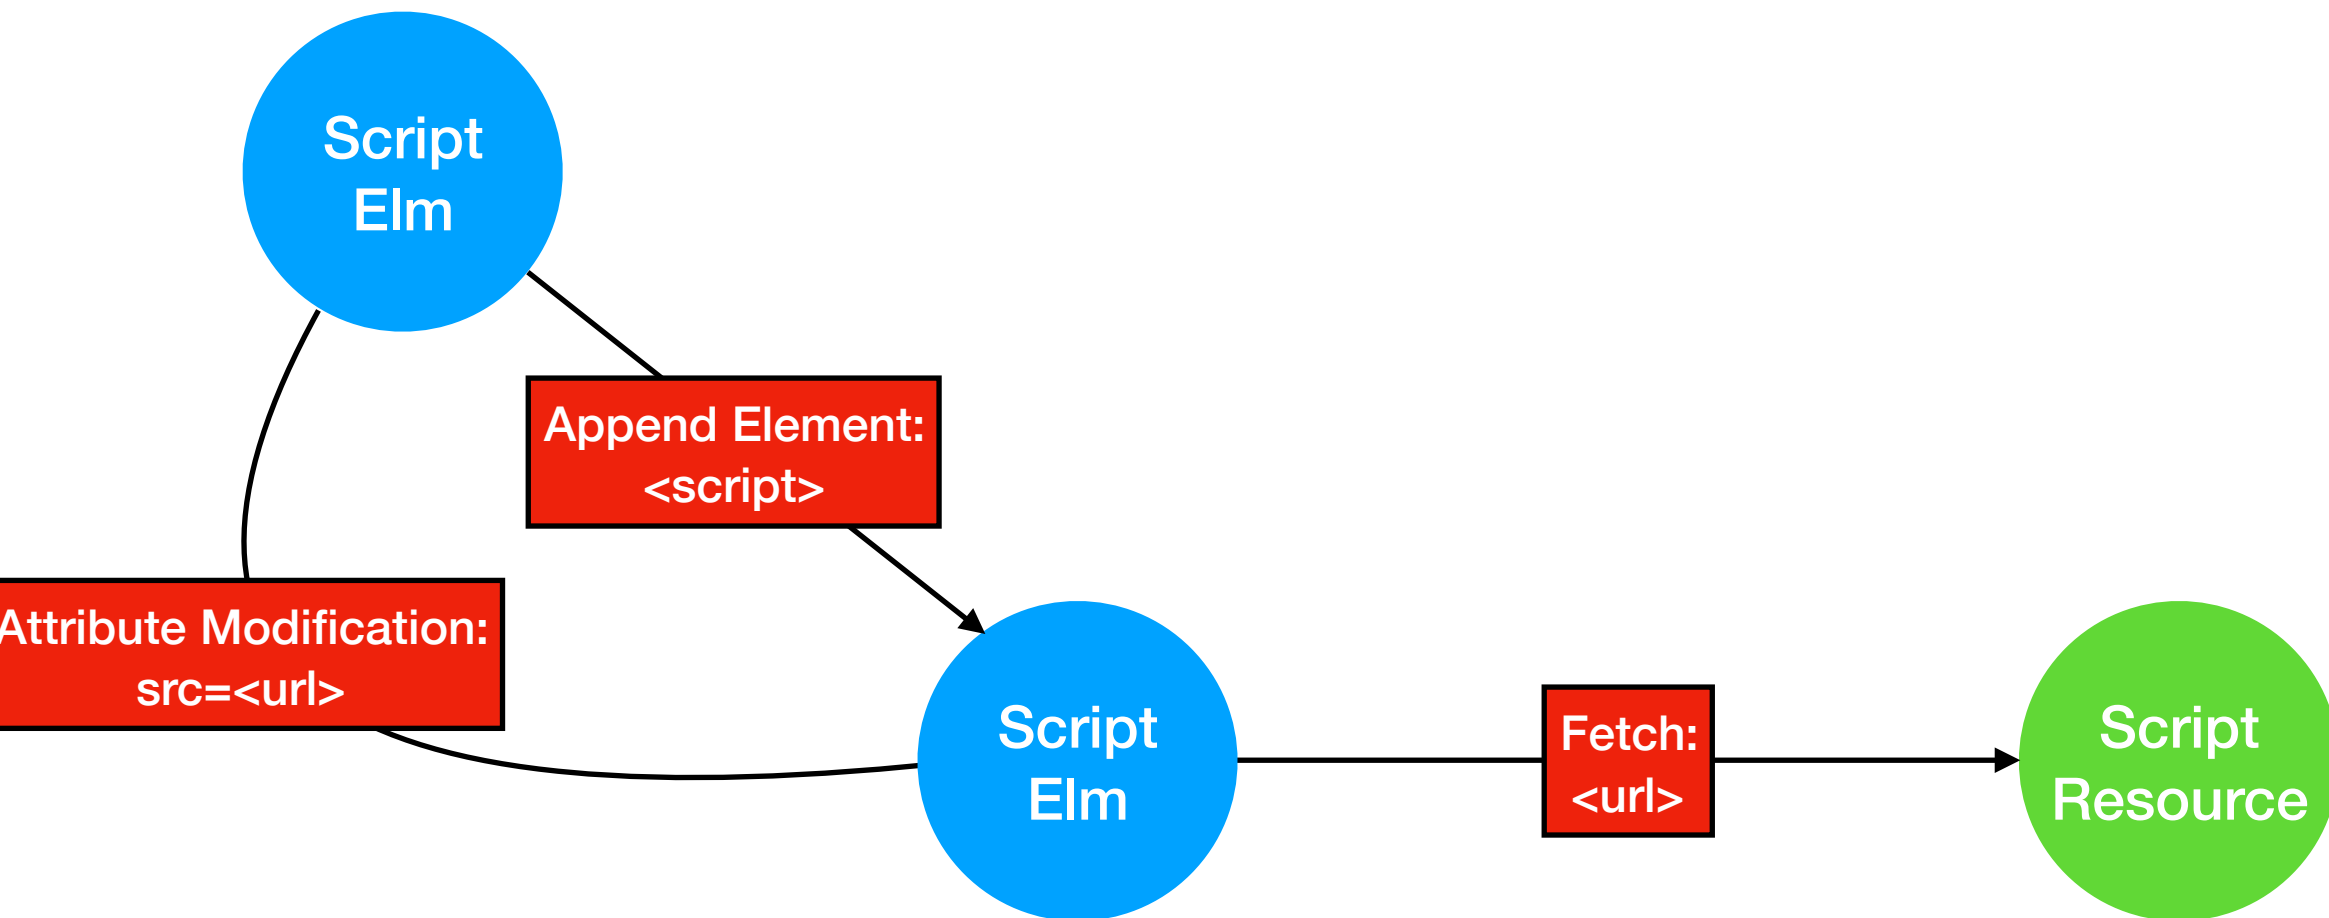 Script
Elm
Append Element:
<script>
Attribute Modification:
src=<url>
Script
Elm
Fetch:
<url>
Script
Resource